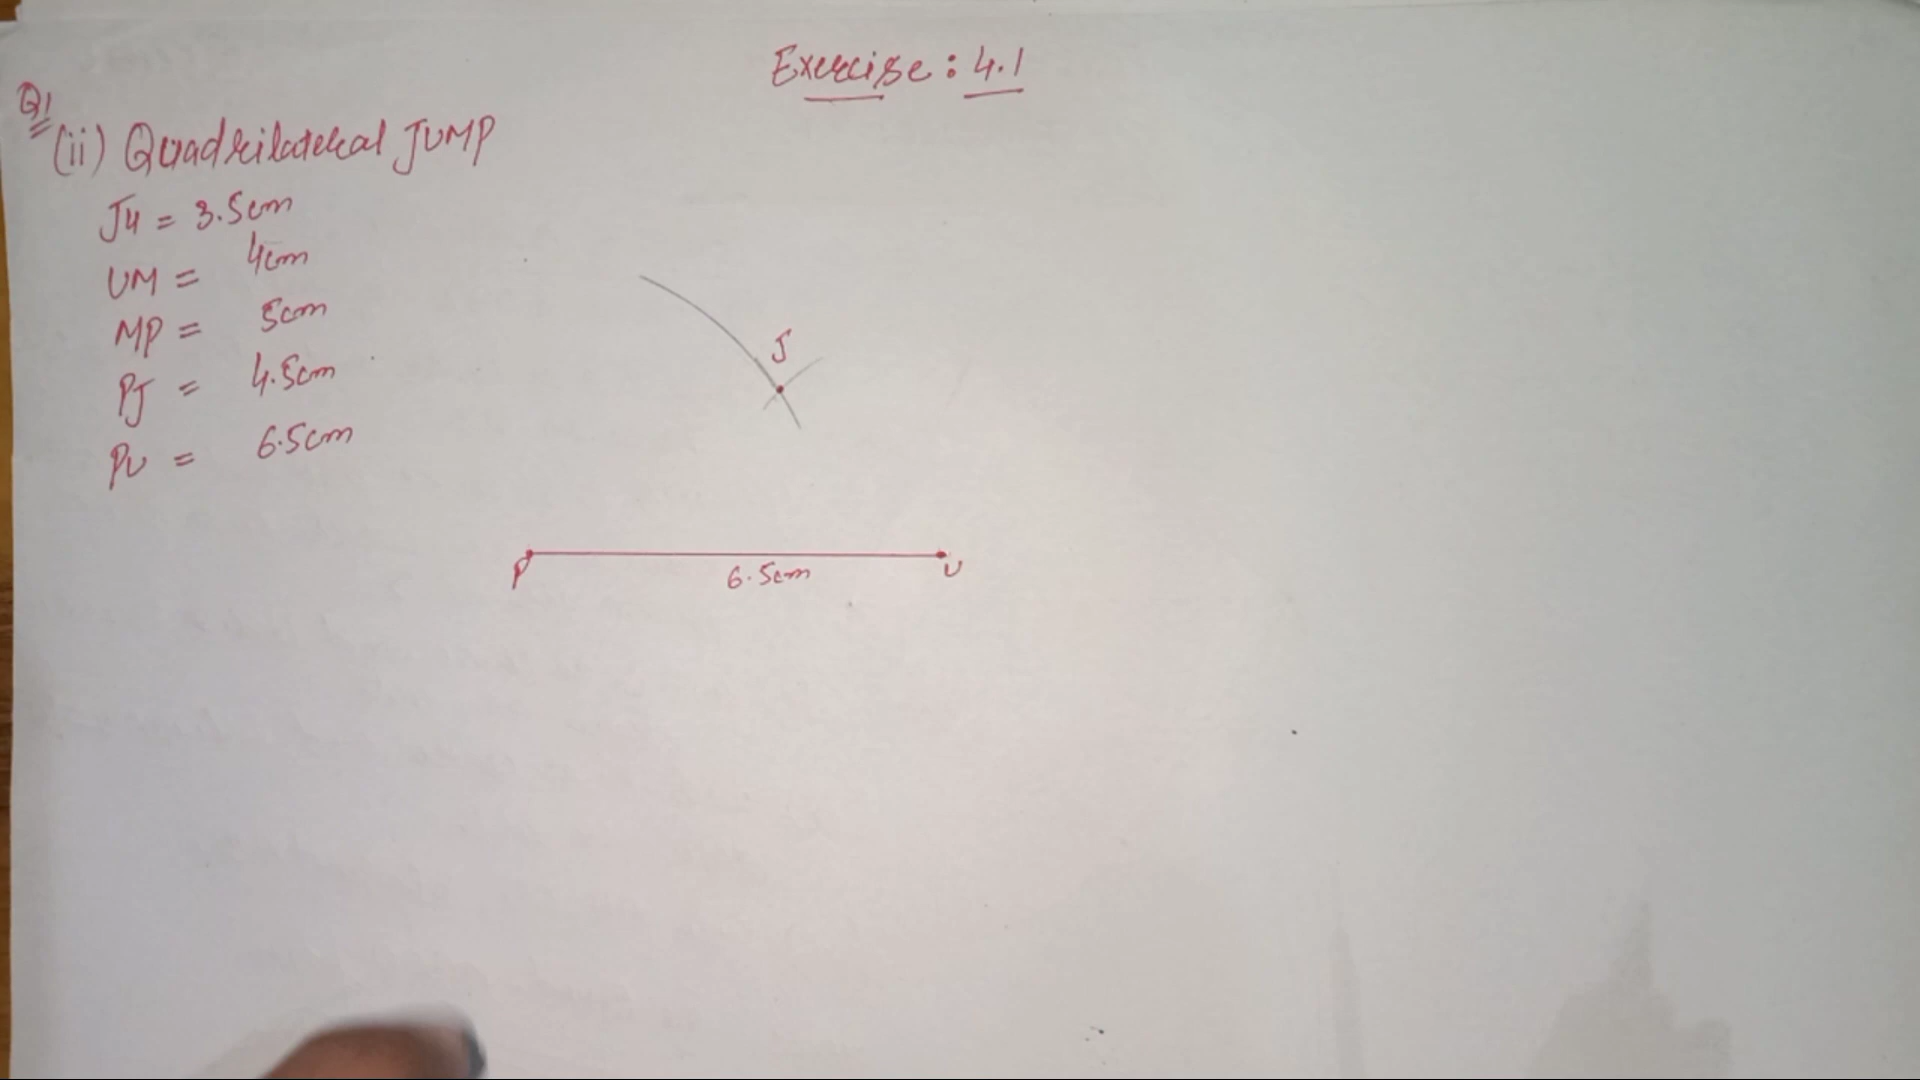 Exercise : 4.1
Q1
(ii) Quadrilateral JUMP
JU = 3.5cm
UM = 4cm
MP = 5cm
PJ = 4.5cm
PU = 6.5cm
J
P
6.5cm
U